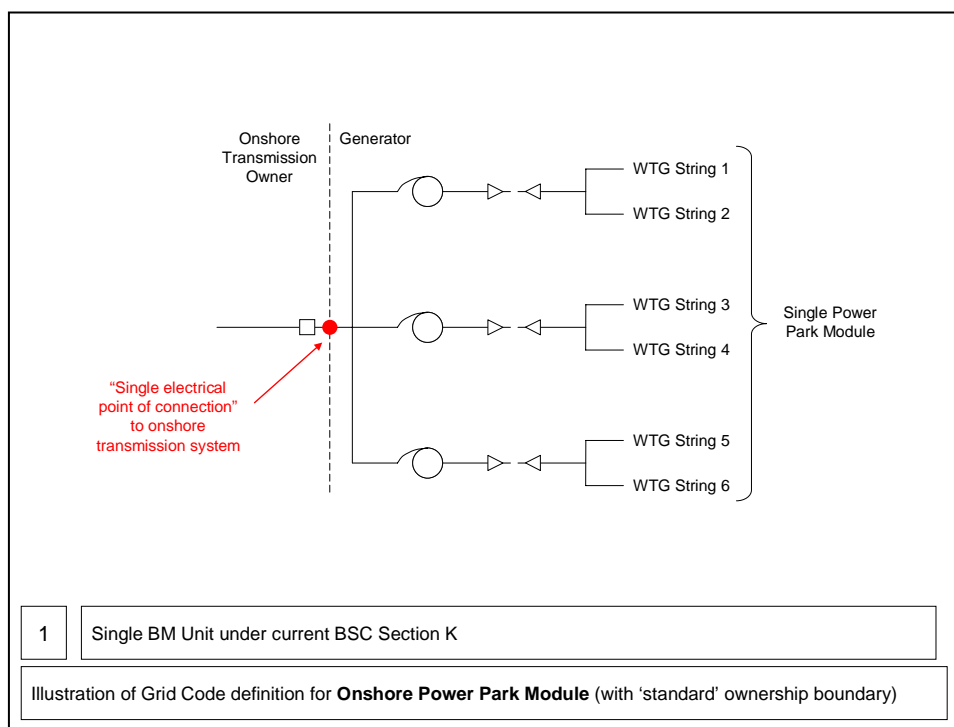 Onshore
Transmission
Owner
Generator
WTG String 1
WTG String 2
WTG String 3
WTG String 4
Single Power
Park Module
“Single electrical
point of connection”
to onshore
transmission system
WTG String 5
WTG String 6
1
Single BM Unit under current BSC Section K
Illustration of Grid Code definition for Onshore Power Park Module (with ‘standard’ ownership boundary)